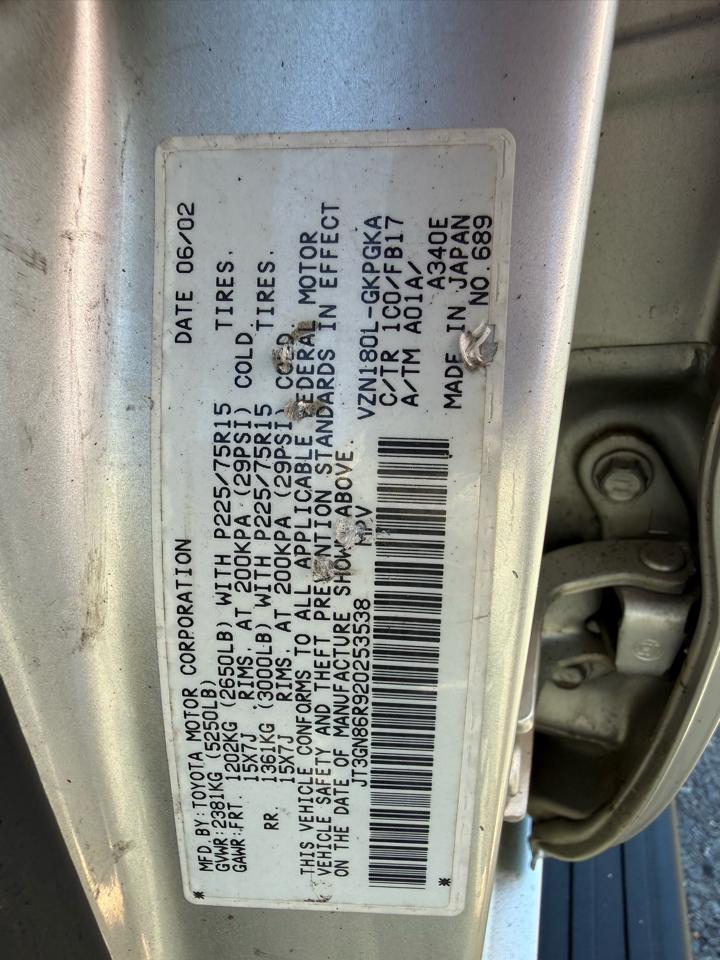 MFD. BY: TOYOTA MOTOR CORPORATION DATE 06/02
GVWR: 2381KG (5250LB)
GAWR: FRT. 1202KG (2650LB) WITH P225/75R15 TIRES,
15X7J RIMS, AT 200KPA (29PSI) COLD
RR. 1361KG (3000LB) WITH P225/75R15 TIRES,
15X7J RIMS, AT 200KPA (29PSI) COLD
THIS VEHICLE CONFORMS TO ALL APPLICABLE FEDERAL MOTOR
VEHICLE SAFETY AND THEFT PREVENTION STANDARDS IN EFFECT
ON THE DATE OF MANUFACTURE SHOWN ABOVE.
JT3GN86R920253538 MPV VZN180L-GKPGKA
C/TR 1C0/FB17
A/TM A01A/ A340E
MADE IN JAPAN
* * NO.689